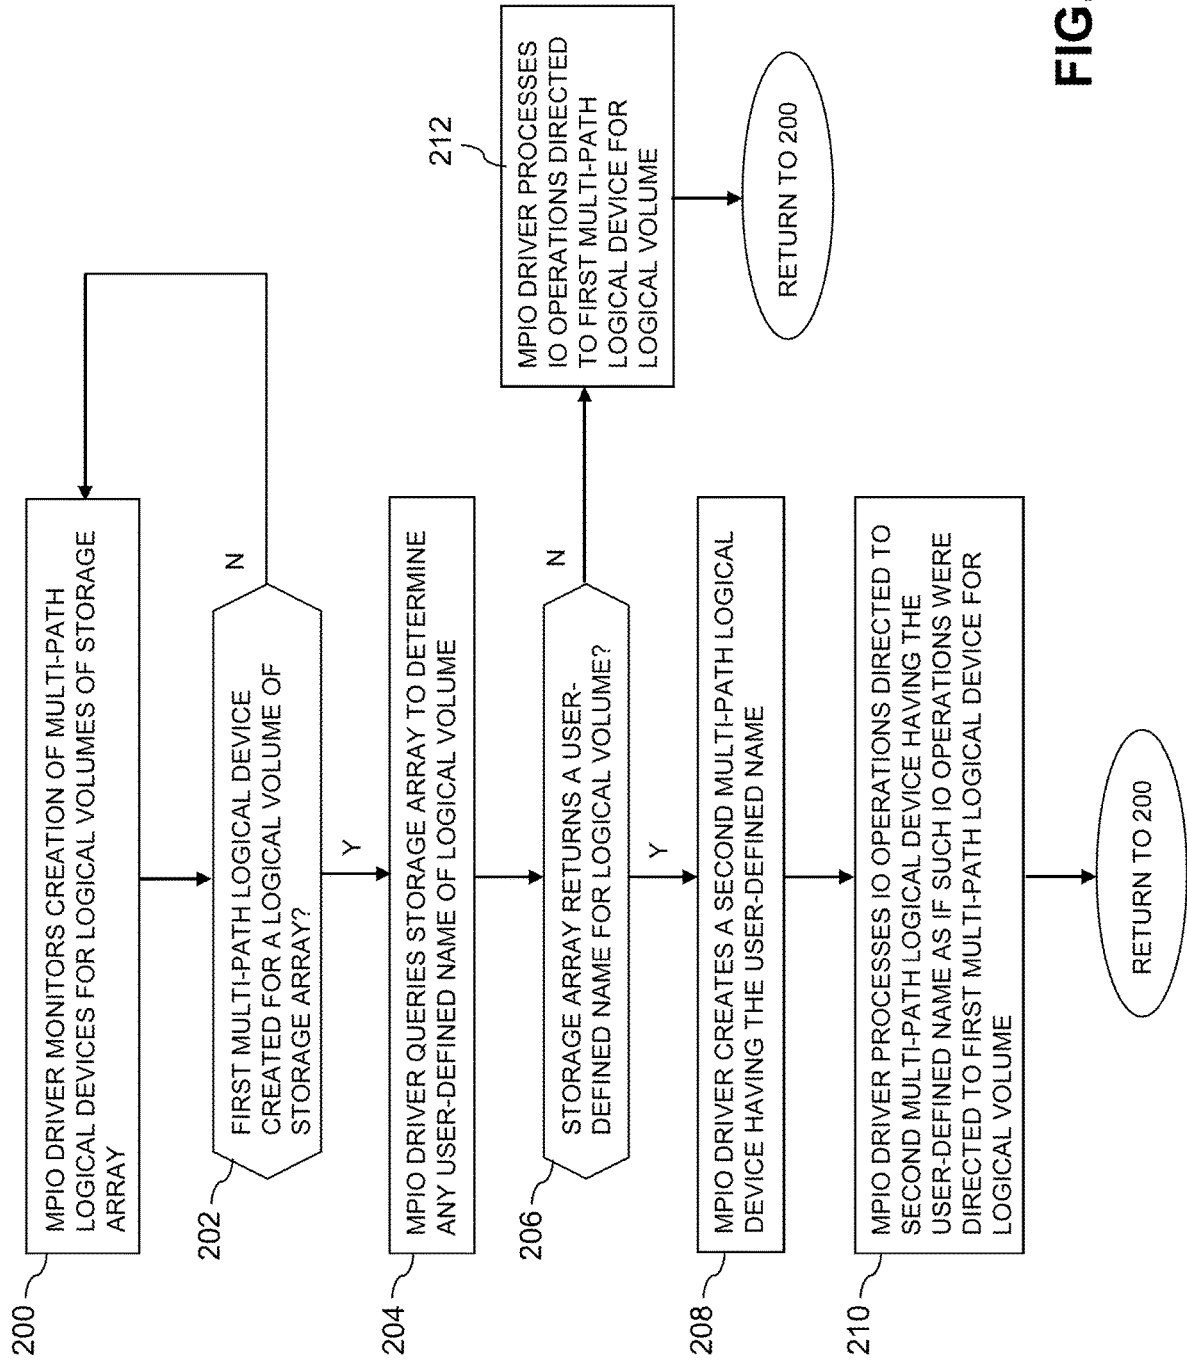 200
MPIO DRIVER MONITORS CREATION OF MULTI-PATH
LOGICAL DEVICES FOR LOGICAL VOLUMES OF STORAGE
ARRAY
202
FIRST MULTI-PATH LOGICAL DEVICE
CREATED FOR A LOGICAL VOLUME OF
STORAGE ARRAY?
N
Y
204
MPIO DRIVER QUERIES STORAGE ARRAY TO DETERMINE
ANY USER-DEFINED NAME OF LOGICAL VOLUME
206
STORAGE ARRAY RETURNS A USER-
DEFINED NAME FOR LOGICAL VOLUME?
N
Y
212
MPIO DRIVER PROCESSES
IO OPERATIONS DIRECTED
TO FIRST MULTI-PATH
LOGICAL DEVICE FOR
LOGICAL VOLUME
RETURN TO 200
208
MPIO DRIVER CREATES A SECOND MULTI-PATH LOGICAL
DEVICE HAVING THE USER-DEFINED NAME
210
MPIO DRIVER PROCESSES IO OPERATIONS DIRECTED TO
SECOND MULTI-PATH LOGICAL DEVICE HAVING THE
USER-DEFINED NAME AS IF SUCH IO OPERATIONS WERE
DIRECTED TO FIRST MULTI-PATH LOGICAL DEVICE FOR
LOGICAL VOLUME
RETURN TO 200
FIG.